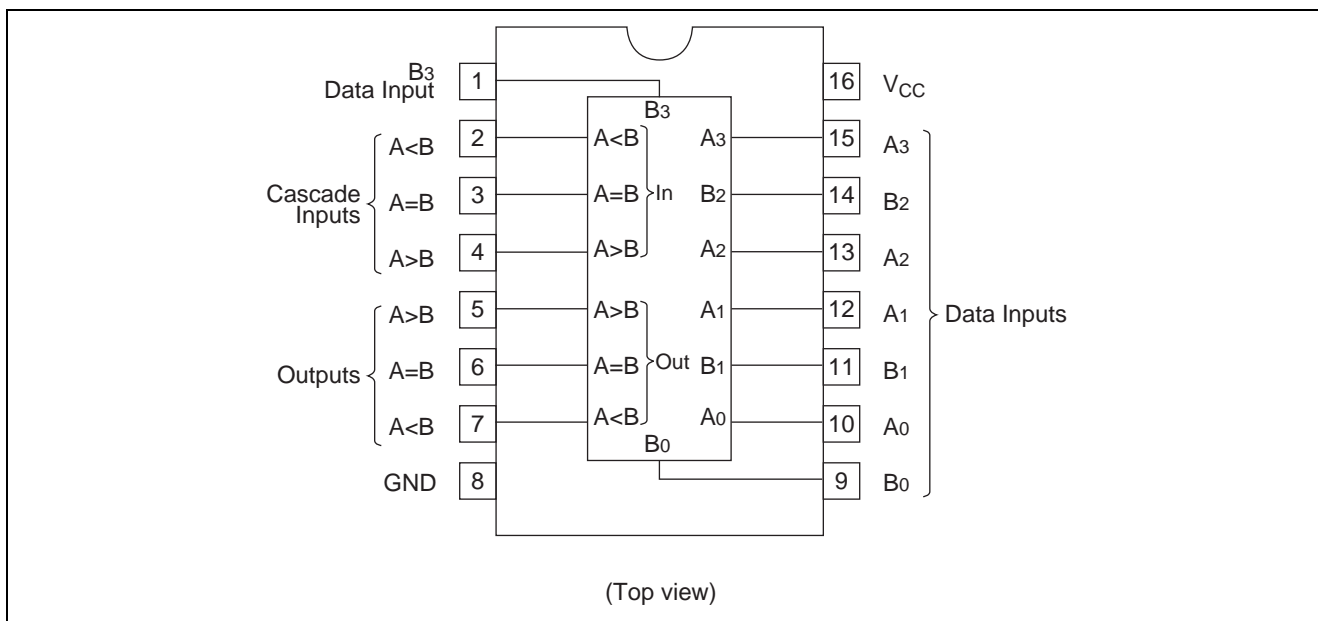 B3
Data Input
1
16
VCC
B3
A<B
2
A<B
A3
15
A3
Cascade
Inputs
A=B
3
A=B
In
B2
14
B2
A>B
4
A>B
A2
13
A2
A>B
5
A>B
A1
12
A1
Data Inputs
Outputs
A=B
6
A=B
Out
B1
11
B1
A<B
7
A<B
A0
10
A0
B0
GND
8
9
B0
(Top view)